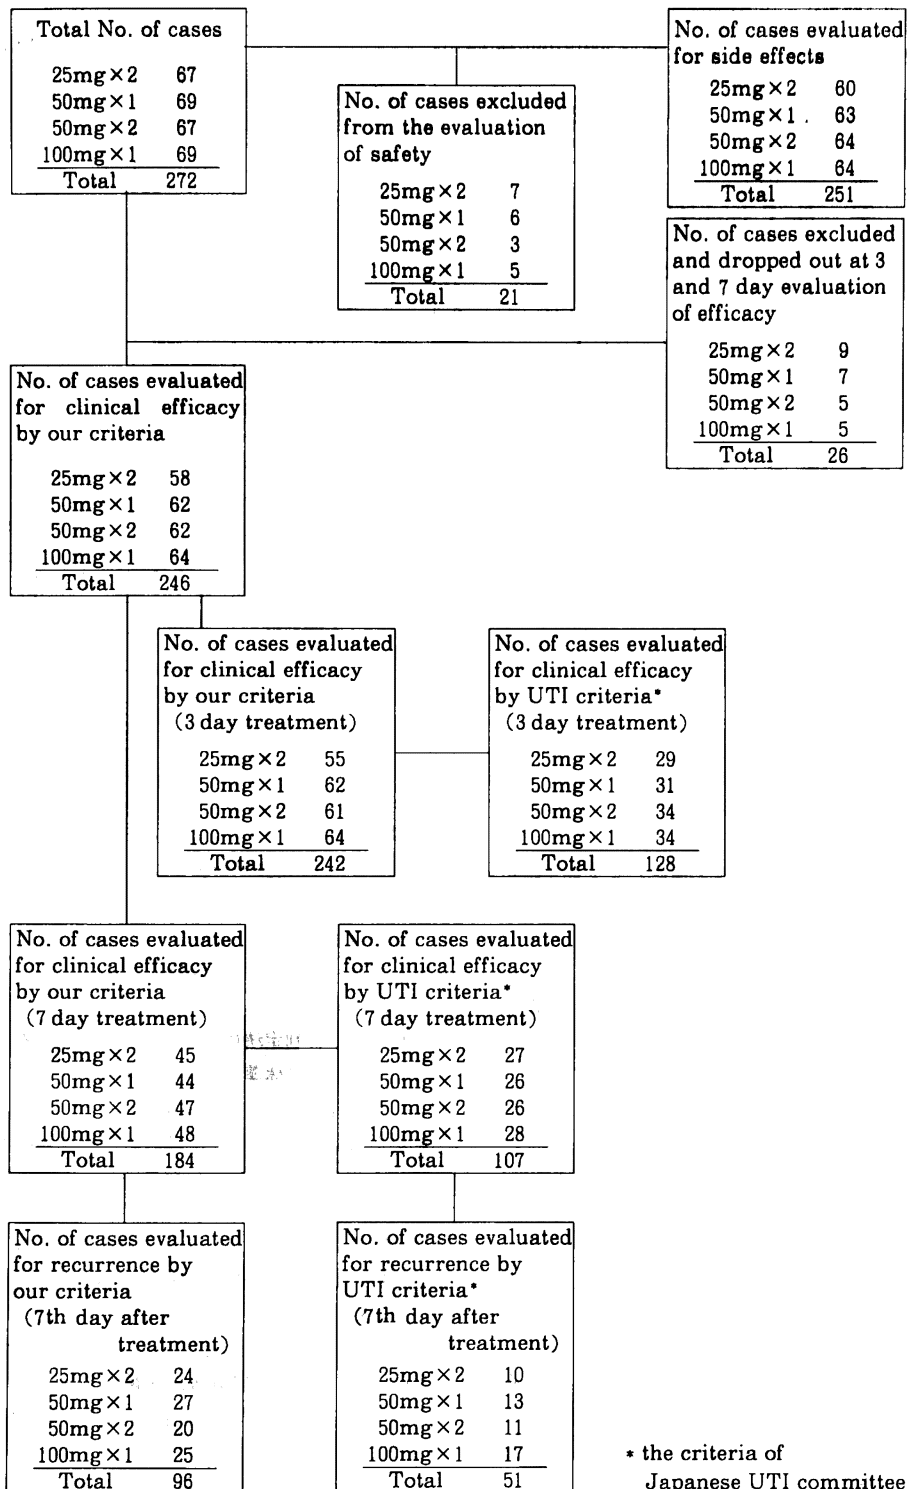 Total No. of cases
25mg×2 67
50mg×1 69
50mg×2 67
100mg×1 69
Total 272
No. of cases excluded
from the evaluation
of safety
25mg×2 7
50mg×1 6
50mg×2 3
100mg×1 5
Total 21
No. of cases evaluated
for side effects
25mg×2 60
50mg×1 63
50mg×2 64
100mg×1 64
Total 251
No. of cases excluded
and dropped out at 3
and 7 day evaluation
of efficacy
25mg×2 9
50mg×1 7
50mg×2 5
100mg×1 5
Total 26
No. of cases evaluated
for clinical efficacy
by our criteria
25mg×2 58
50mg×1 62
50mg×2 62
100mg×1 64
Total 246
No. of cases evaluated
for clinical efficacy
by our criteria
(3 day treatment)
25mg×2 55
50mg×1 62
50mg×2 61
100mg×1 64
Total 242
No. of cases evaluated
for clinical efficacy
by UTI criteria*
(3 day treatment)
25mg×2 29
50mg×1 31
50mg×2 34
100mg×1 34
Total 128
No. of cases evaluated
for clinical efficacy
by our criteria
(7 day treatment)
25mg×2 45
50mg×1 44
50mg×2 47
100mg×1 48
Total 184
No. of cases evaluated
for clinical efficacy
by UTI criteria*
(7 day treatment)
25mg×2 27
50mg×1 26
50mg×2 26
100mg×1 28
Total 107
No. of cases evaluated
for recurrence by
our criteria
(7th day after
treatment)
25mg×2 24
50mg×1 27
50mg×2 20
100mg×1 25
Total 96
No. of cases evaluated
for recurrence by
UTI criteria*
(7th day after
treatment)
25mg×2 10
50mg×1 13
50mg×2 11
100mg×1 17
Total 51
* the criteria of
Japanese UTI committee